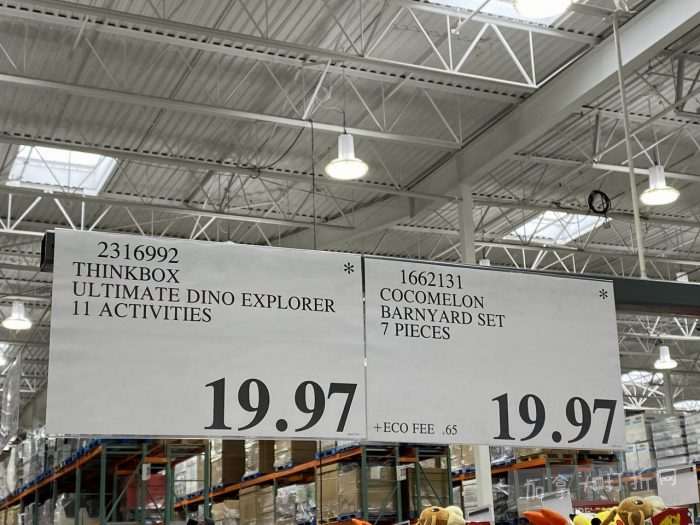 2316992
*
THINKBOX
ULTIMATE DINO EXPLORER
11 ACTIVITIES
19.97
1662131
*
COCOMELON
BARNYARD SET
7 PIECES
+ECO FEE .65
19.97